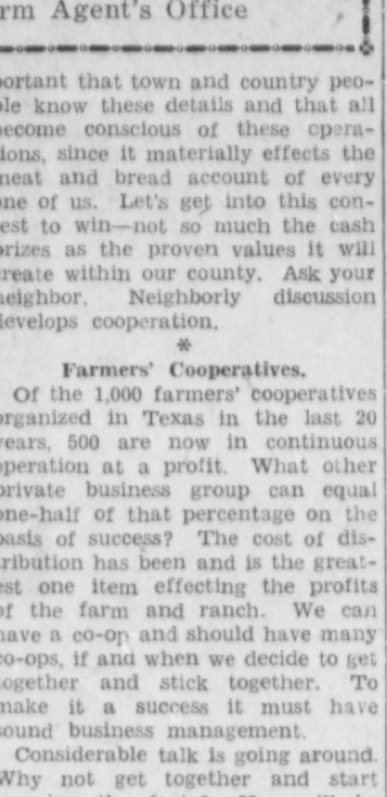 rm Agent's Office
portant that town and country peo-
ple know these details and that all
become conscious of these opera-
tions, since it materially effects the
meat and bread account of every
one of us. Let's get into this con-
test to win—not so much the cash
prizes as the proven values it will
create within our county. Ask your
neighbor. Neighborly discussion
develops cooperation.
*
Farmers' Cooperatives.
Of the 1,000 farmers' cooperatives
organized in Texas in the last 20
years, 500 are now in continuous
operation at a profit. What other
private business group can equal
one-half of that percentage on the
basis of success? The cost of dis-
tribution has been and is the great-
est one item effecting the profits
of the farm and ranch. We can
have a co-op and should have many
co-ops, if and when we decide to get
together and stick together. To
make it a success it must have
sound business management.
Considerable talk is going around.
Why not get together and start